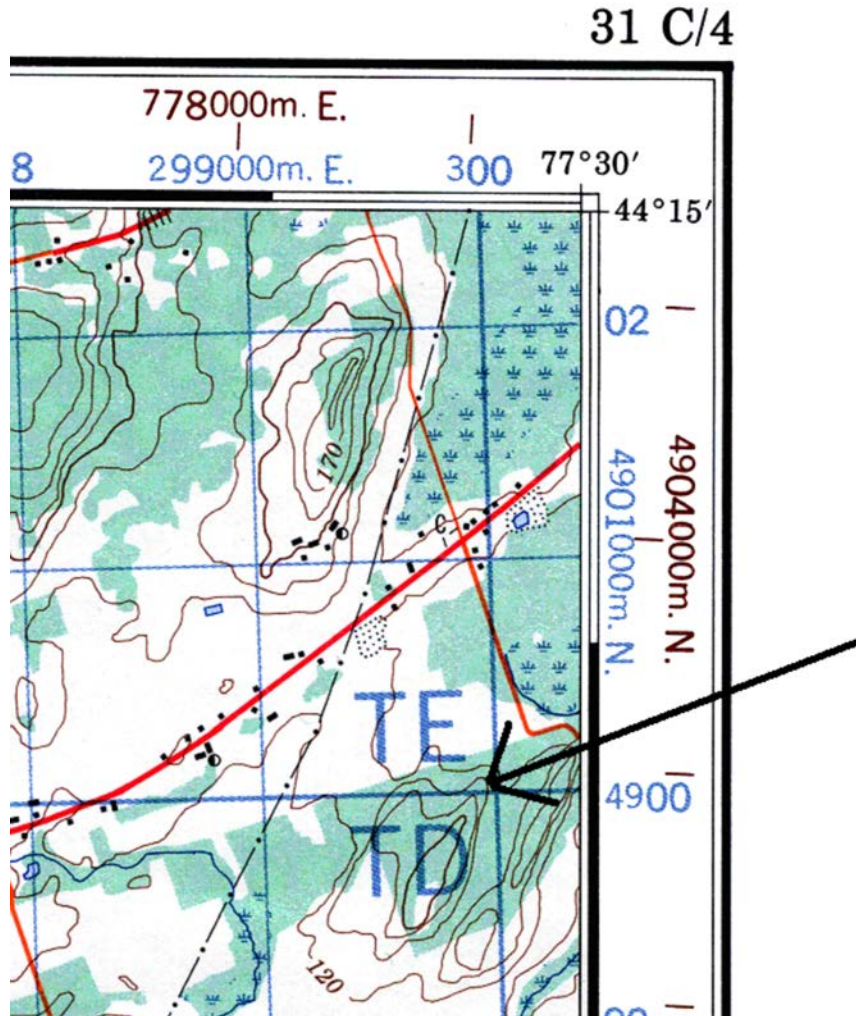 31 C/4
778000m. E.
8 299000m. E. 300 77°30′
44°15′
02
170
4901000m. N.
4904000m. N.
TE
4900
TD
120